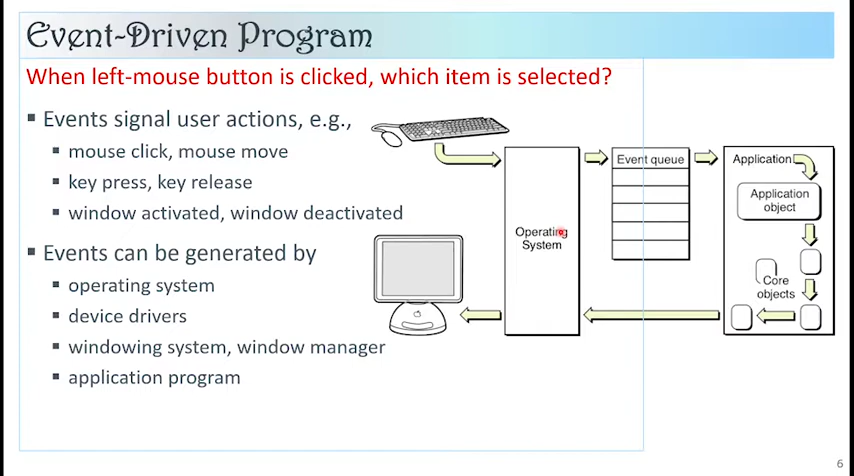 Event-Driven Program
When left-mouse button is clicked, which item is selected?
▪ Events signal user actions, e.g.,
▪ mouse click, mouse move
▪ key press, key release
▪ window activated, window deactivated
▪ Events can be generated by
▪ operating system
▪ device drivers
▪ windowing system, window manager
▪ application program
Operating
System
Event queue
Application
Application
object
Core
objects
6